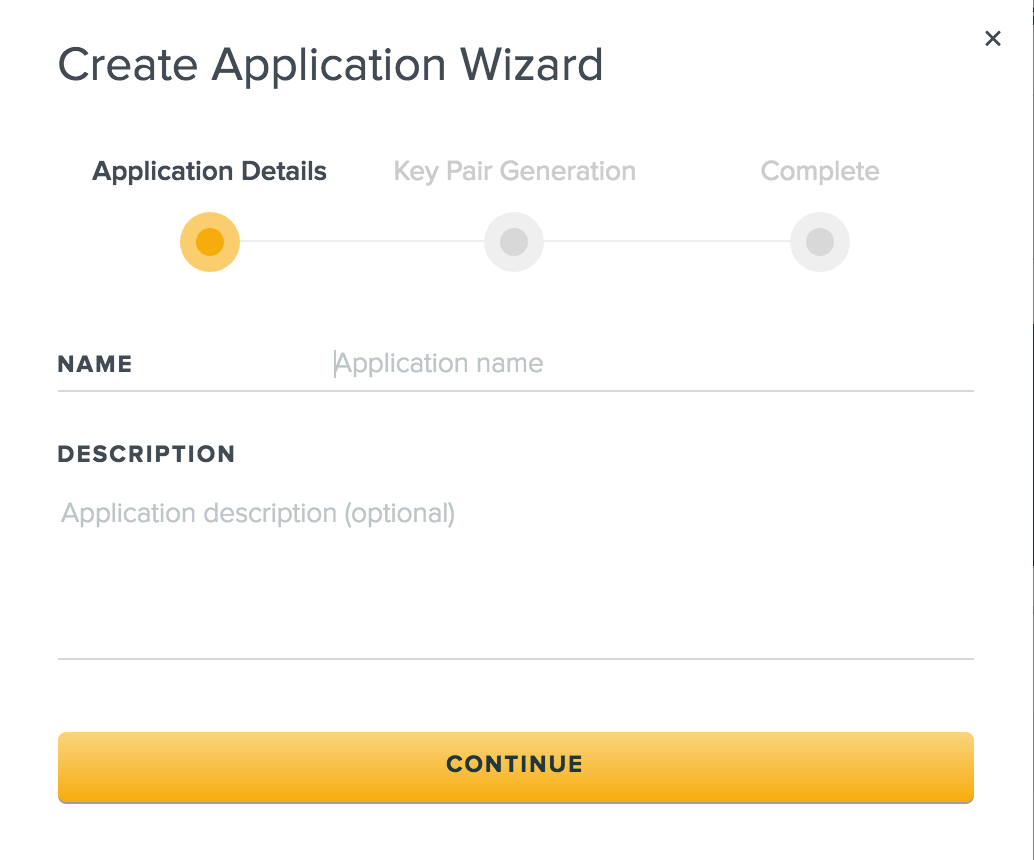 Create Application Wizard
Application Details Key Pair Generation Complete
NAME Application name
DESCRIPTION
Application description (optional)
CONTINUE